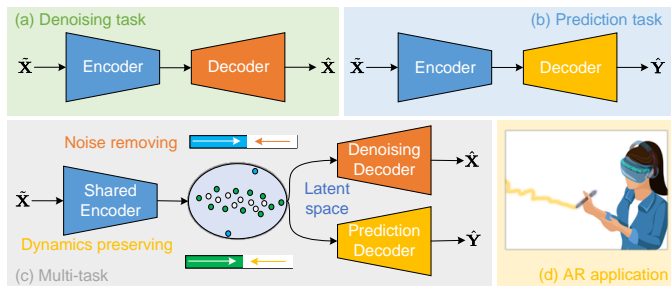 (a) Denoising task
X̃
Encoder
Decoder
X̂
(b) Prediction task
X̃
Encoder
Decoder
Ŷ
Noise removing
X̃
Shared
Encoder
Dynamics preserving
Latent
space
Denoising
Decoder
X̂
Prediction
Decoder
Ŷ
(c) Multi-task
(d) AR application